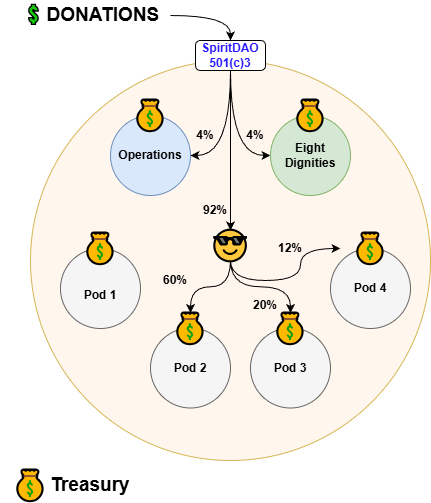 $ DONATIONS
SpiritDAO
501(c)3
4%
4%
Operations
Eight
Dignities
92%
12%
60%
20%
Pod 1
Pod 4
Pod 2
Pod 3
Treasury